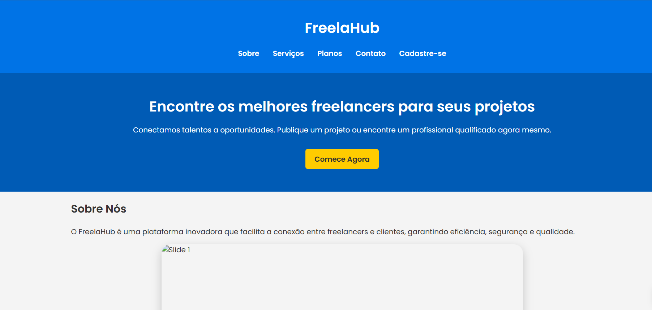 FreelaHub
Sobre Serviços Planos Contato Cadastre-se
Encontre os melhores freelancers para seus projetos
Conectamos talentos a oportunidades. Publique um projeto ou encontre um profissional qualificado agora mesmo.
Comece Agora
Sobre Nós
O FreelaHub é uma plataforma inovadora que facilita a conexão entre freelancers e clientes, garantindo eficiência, segurança e qualidade.
Slide 1